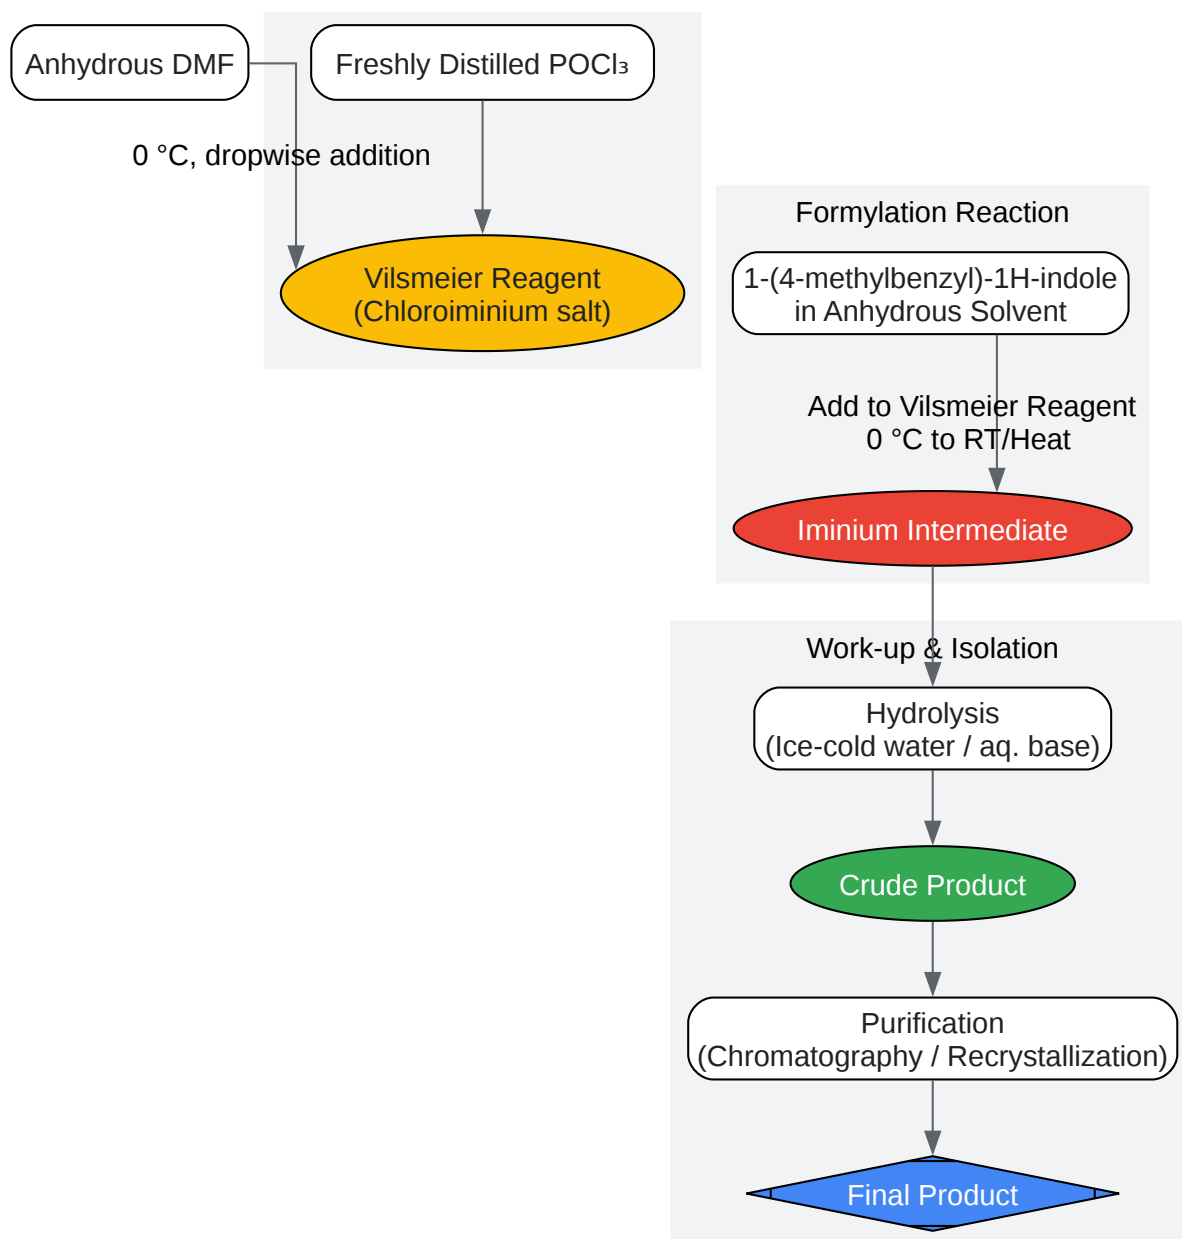 Anhydrous DMF
Freshly Distilled POCl₃
0 °C, dropwise addition
Vilsmeier Reagent
(Chloroiminium salt)
Formylation Reaction
1-(4-methylbenzyl)-1H-indole
in Anhydrous Solvent
Add to Vilsmeier Reagent
0 °C to RT/Heat
Iminium Intermediate
Work-up & Isolation
Hydrolysis
(Ice-cold water / aq. base)
Crude Product
Purification
(Chromatography / Recrystallization)
Final Product